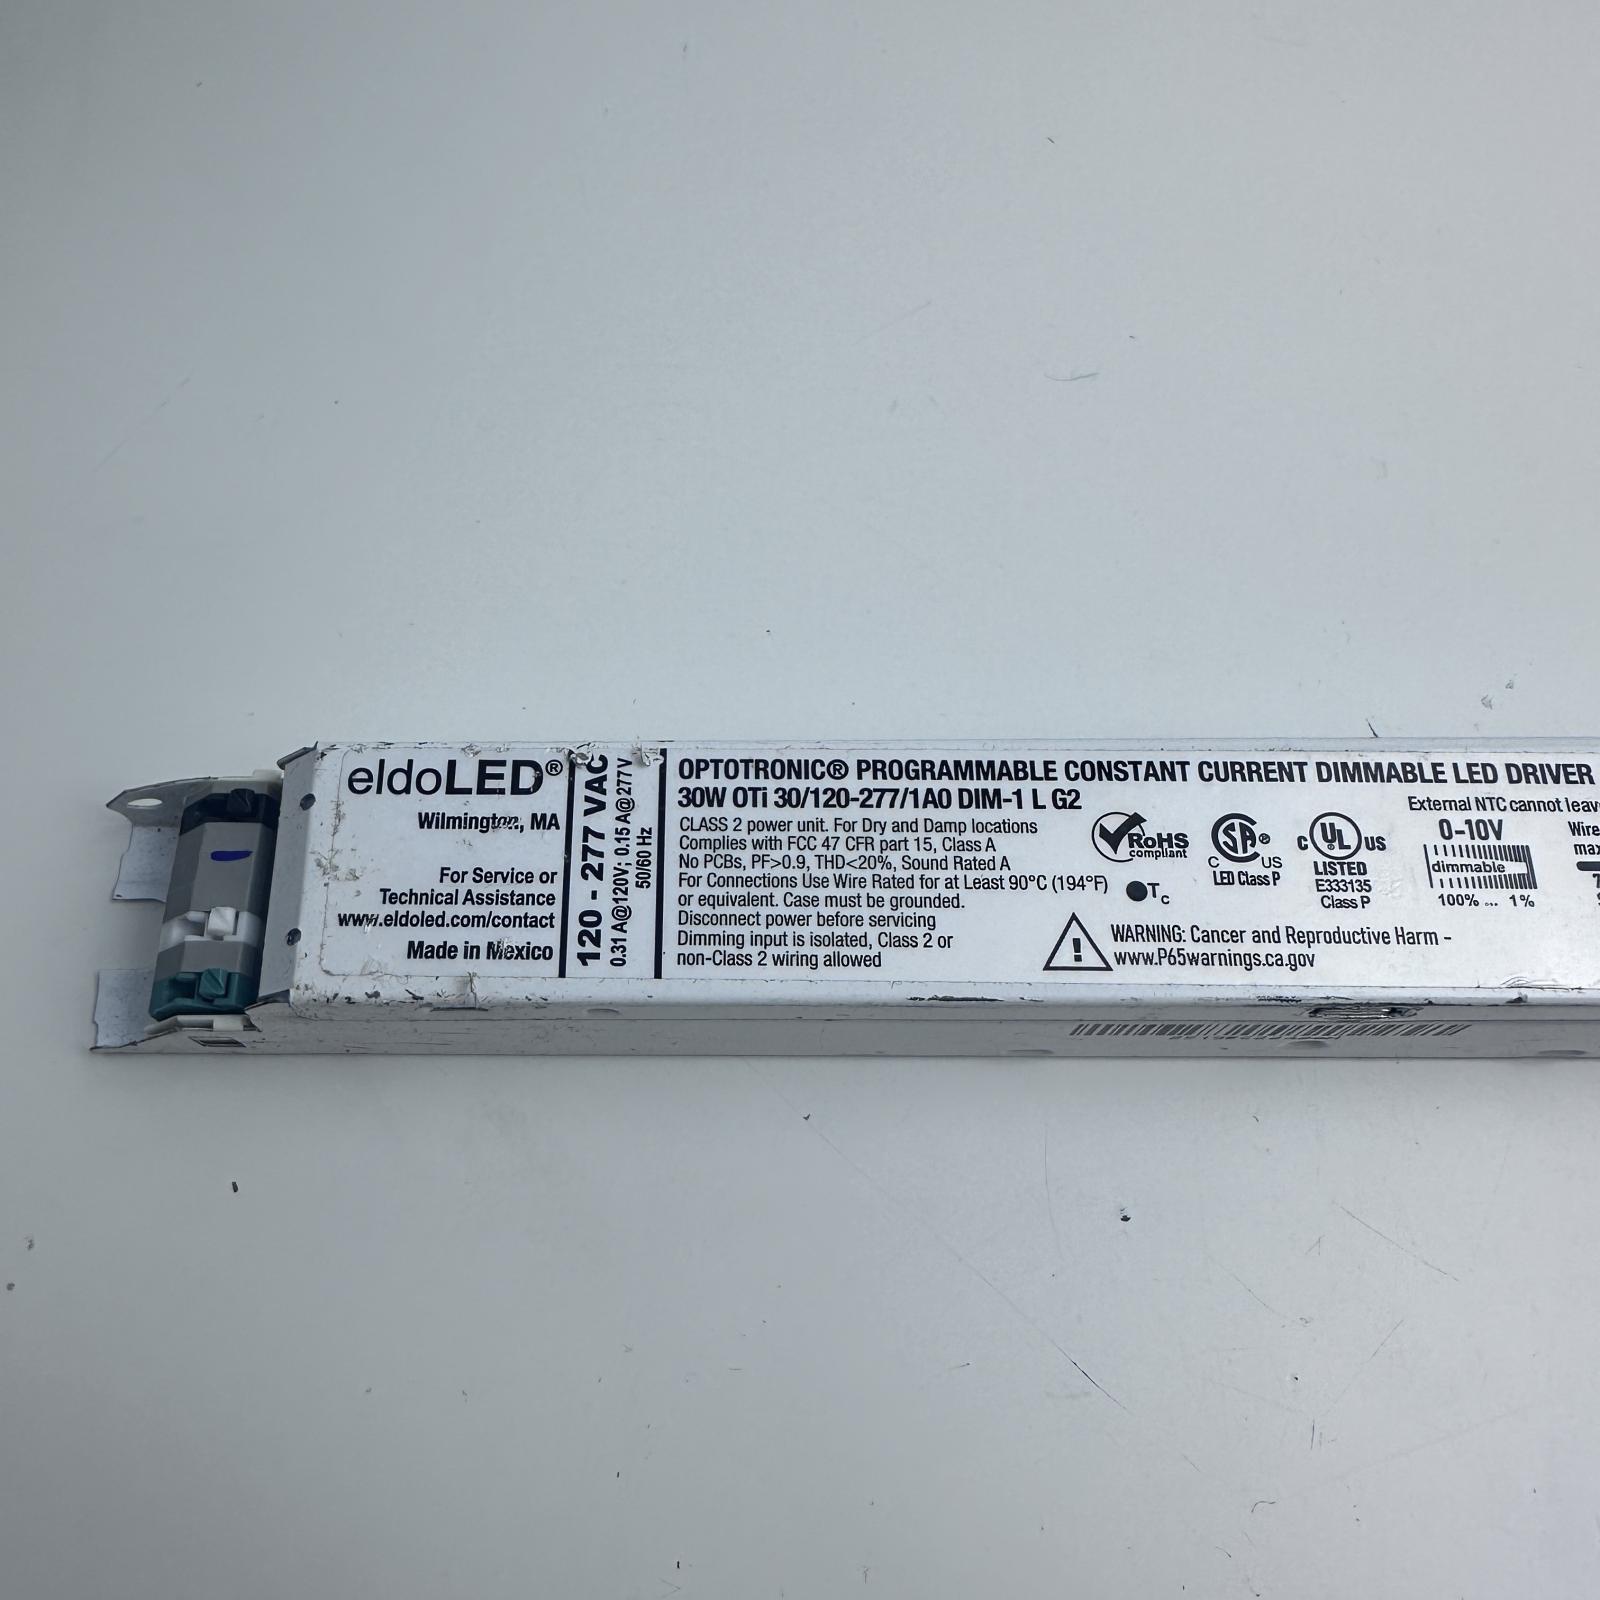 eldoLED®
Wilmington, MA
For Service or
Technical Assistance
www.eldoled.com/contact
Made in Mexico
120 - 277 VAC
0.31 A@120V; 0.15 A@277V
50/60 Hz
OPTOTRONIC® PROGRAMMABLE CONSTANT CURRENT DIMMABLE LED DRIVER
30W OTi 30/120-277/1A0 DIM-1 L G2
CLASS 2 power unit. For Dry and Damp locations
Complies with FCC 47 CFR part 15, Class A
No PCBs, PF>0.9, THD<20%, Sound Rated A
For Connections Use Wire Rated for at Least 90°C (194°F)
or equivalent. Case must be grounded.
Disconnect power before servicing
Dimming input is isolated, Class 2 or
non-Class 2 wiring allowed
RoHS
compliant
Tc
CSA®
C US
LED Class P
c UL US
LISTED
E333135
Class P
WARNING: Cancer and Reproductive Harm -
www.P65warnings.ca.gov
External NTC cannot
0-10V
dimmable
100% ... 1%